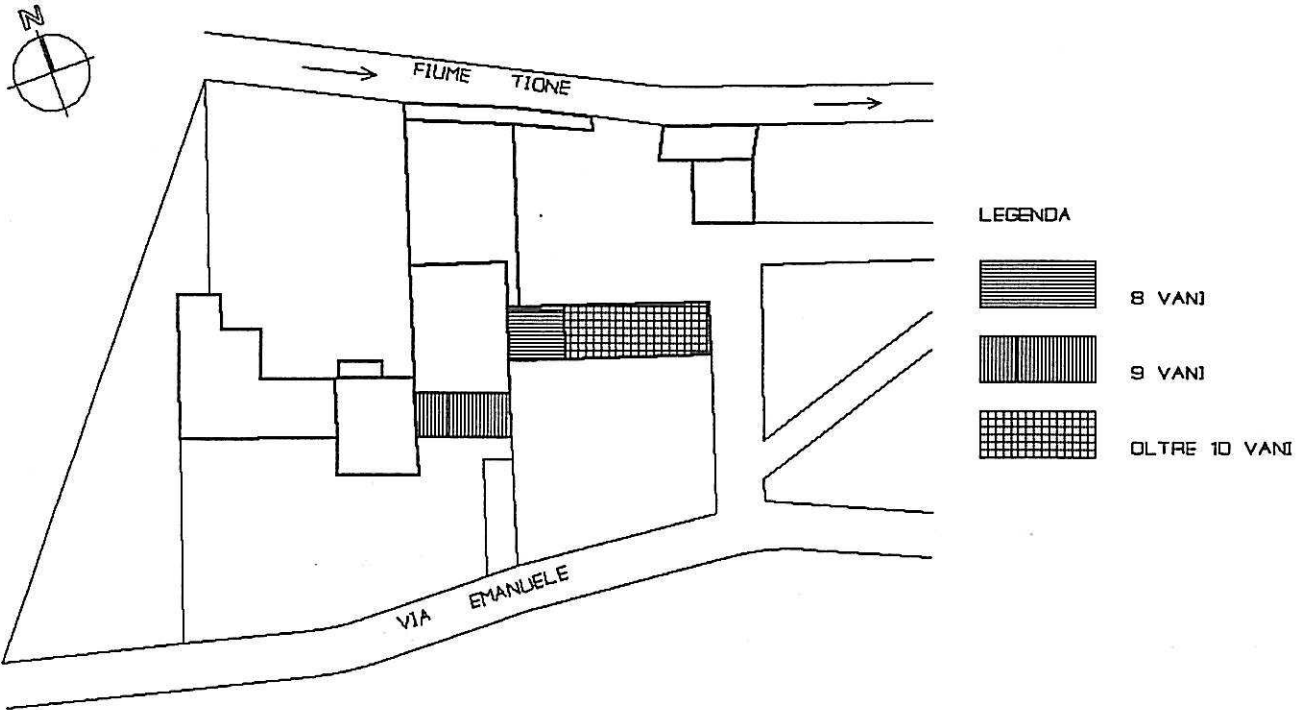 N
FIUME TIONE
LEGENDA
8 VANI
9 VANI
OLTRE 10 VANI
VIA EMANUELE